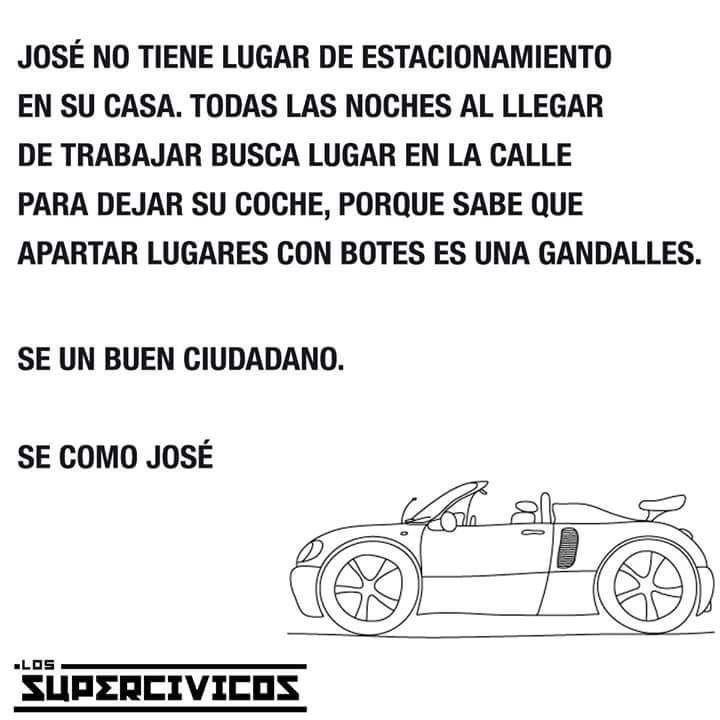 JOSÉ NO TIENE LUGAR DE ESTACIONAMIENTO
EN SU CASA. TODAS LAS NOCHES AL LLEGAR
DE TRABAJAR BUSCA LUGAR EN LA CALLE
PARA DEJAR SU COCHE, PORQUE SABE QUE
APARTAR LUGARES CON BOTES ES UNA GANDALLES.
SE UN BUEN CIUDADANO.
SE COMO JOSÉ
.LOS
SUPERCIVICOS